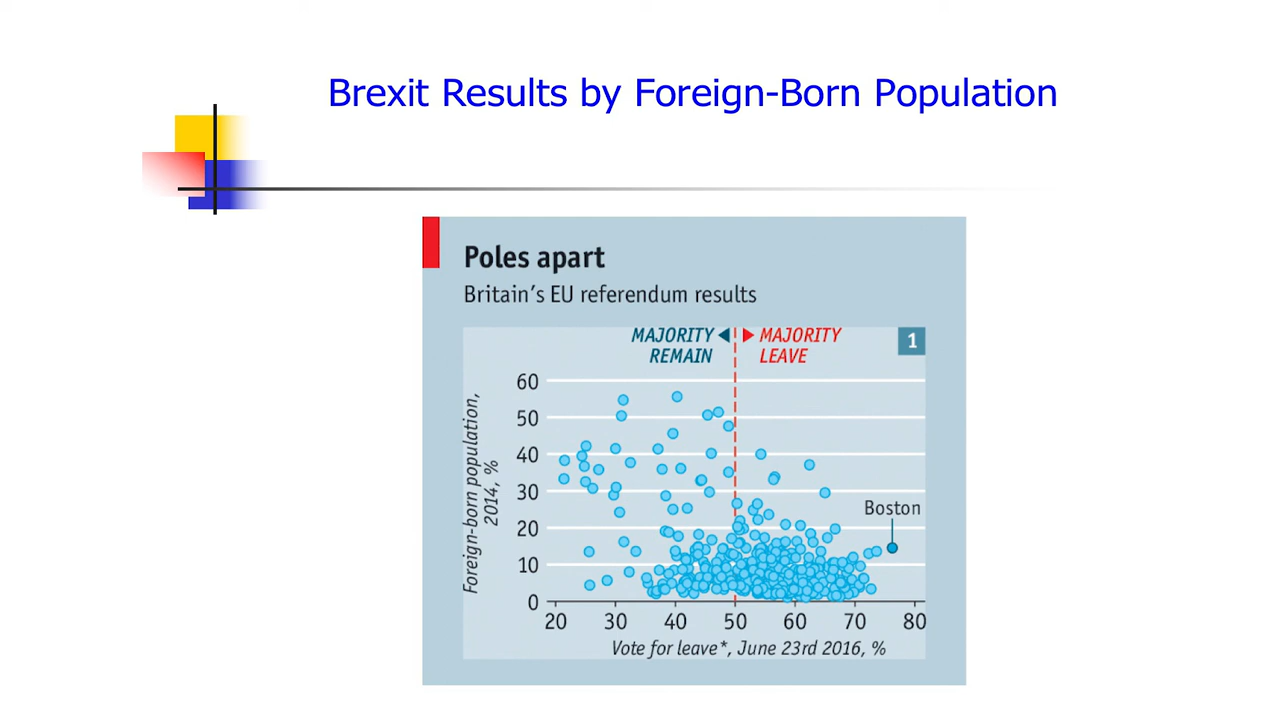 Brexit Results by Foreign-Born Population
Poles apart
Britain's EU referendum results
MAJORITY
REMAIN
MAJORITY
LEAVE
1
60
50
40
30
20
10
0
Foreign-born population,
2014, %
Boston
20 30 40 50 60 70 80
Vote for leave*, June 23rd 2016, %